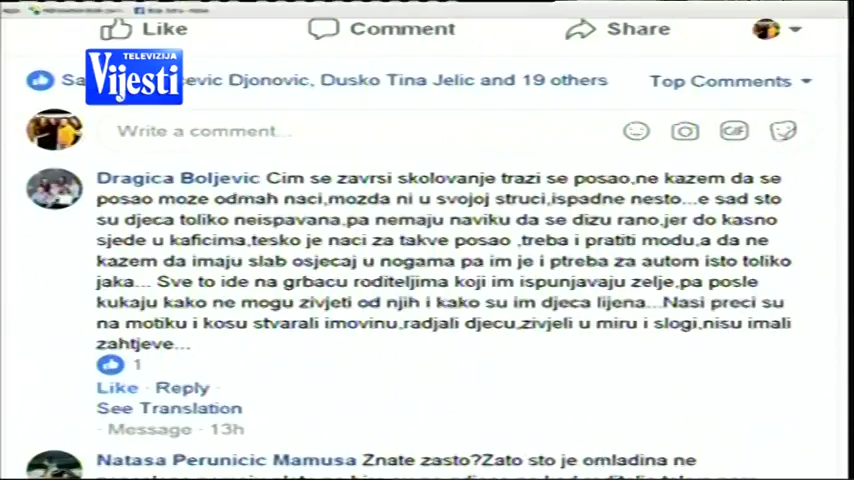 Like Comment Share
TELEVIZIJA
Vijesti
Sa cevic Djonovic, Dusko Tina Jelic and 19 others Top Comments
Write a comment...
GIF
Dragica Boljevic Cim se zavrsi skolovanje trazi se posao,ne kazem da se
posao moze odmah naci,mozda ni u svojoj struci,ispadne nesto...e sad sto
su djeca toliko neispavana,pa nemaju naviku da se dizu rano,jer do kasno
sjede u kaficima,tesko je naci za takve posao ,treba i pratiti modu,a da ne
kazem da imaju slab osjecaj u nogama pa im je i ptreba za autom isto toliko
jaka... Sve to ide na grbacu roditeljima koji im ispunjavaju zelje,pa posle
kukaju kako ne mogu zivjeti od njih i kako su im djeca lijena...Nasi preci su
na motiku i kosu stvarali imovinu,radjali djecu,zivjeli u miru i slogi,nisu imali
zahtjeve...
1
Like · Reply ·
See Translation
· Message · 13h
Natasa Perunicic Mamusa Znate zasto?Zato sto je omladina ne